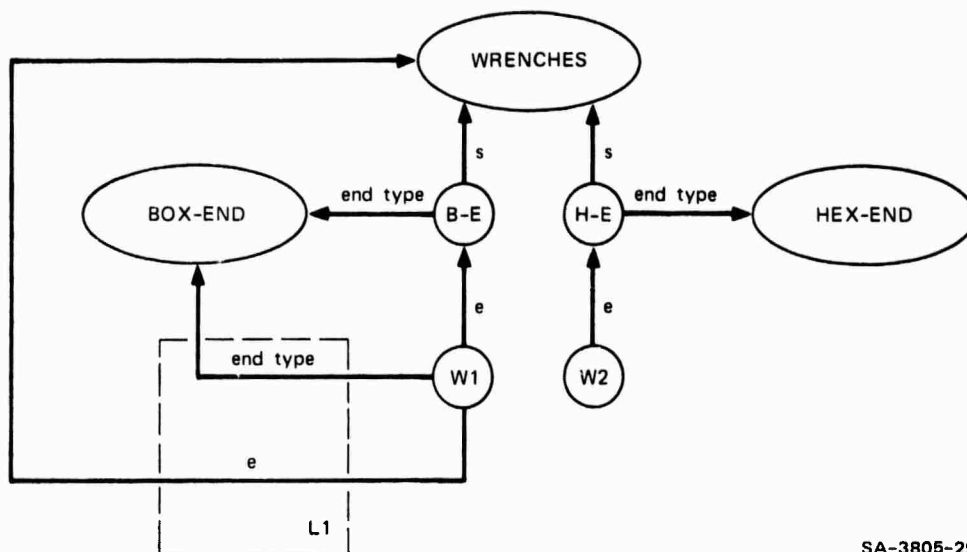 WRENCHES
s
s
end type
end type
BOX-END
B-E
H-E
HEX-END
e
e
end type
W1
W2
e
L1